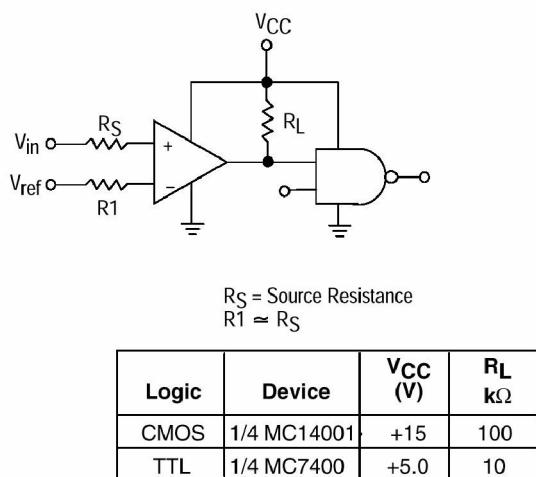 VCC
RS
RL
Vin
+
Vref
–
R1
RS = Source Resistance
R1 ≃ RS
Logic Device VCC (V) RL kΩ
CMOS 1/4 MC14001 +15 100
TTL 1/4 MC7400 +5.0 10